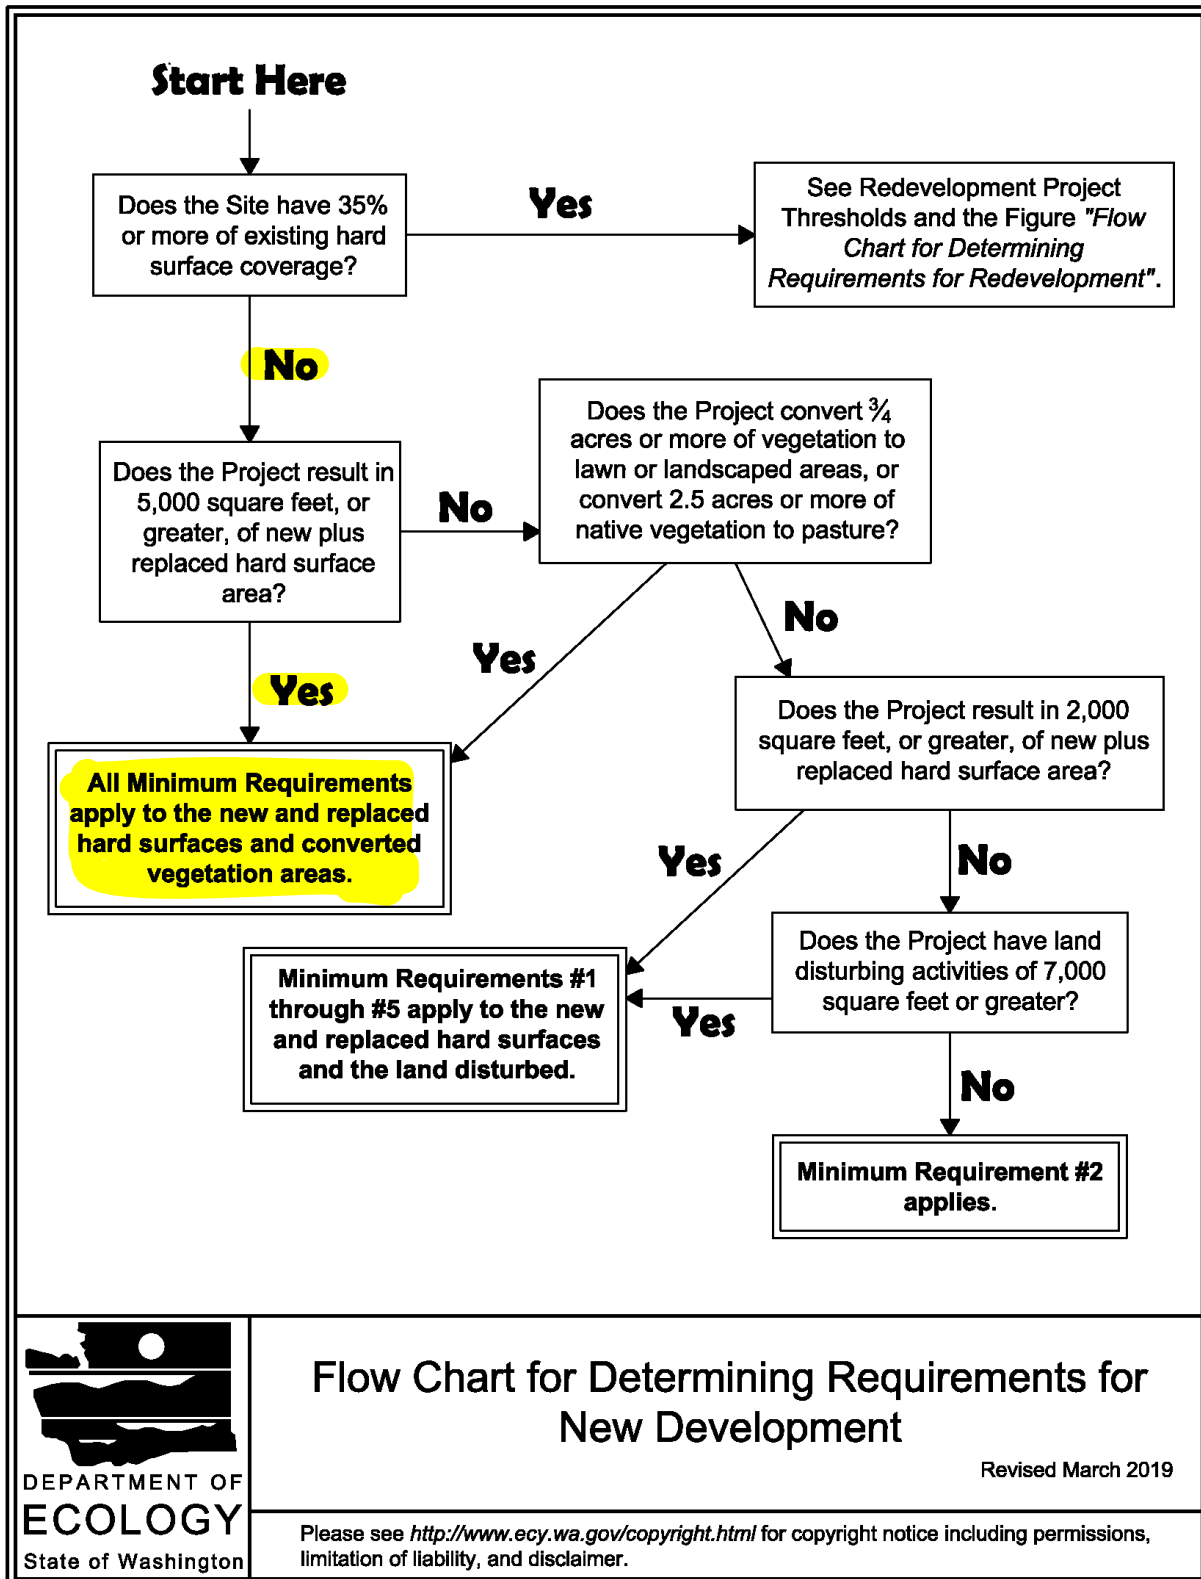 Start Here
Does the Site have 35%
or more of existing hard
surface coverage?
Yes
See Redevelopment Project
Thresholds and the Figure "Flow
Chart for Determining
Requirements for Redevelopment".
No
Does the Project result in
5,000 square feet, or
greater, of new plus
replaced hard surface
area?
No
Does the Project convert ¾
acres or more of vegetation to
lawn or landscaped areas, or
convert 2.5 acres or more of
native vegetation to pasture?
Yes
Yes
No
All Minimum Requirements
apply to the new and replaced
hard surfaces and converted
vegetation areas.
Does the Project result in 2,000
square feet, or greater, of new plus
replaced hard surface area?
Yes
No
Minimum Requirements #1
through #5 apply to the new
and replaced hard surfaces
and the land disturbed.
Yes
Does the Project have land
disturbing activities of 7,000
square feet or greater?
No
Minimum Requirement #2
applies.
DEPARTMENT OF
ECOLOGY
State of Washington
Flow Chart for Determining Requirements for
New Development
Revised March 2019
Please see http://www.ecy.wa.gov/copyright.html for copyright notice including permissions,
limitation of liability, and disclaimer.